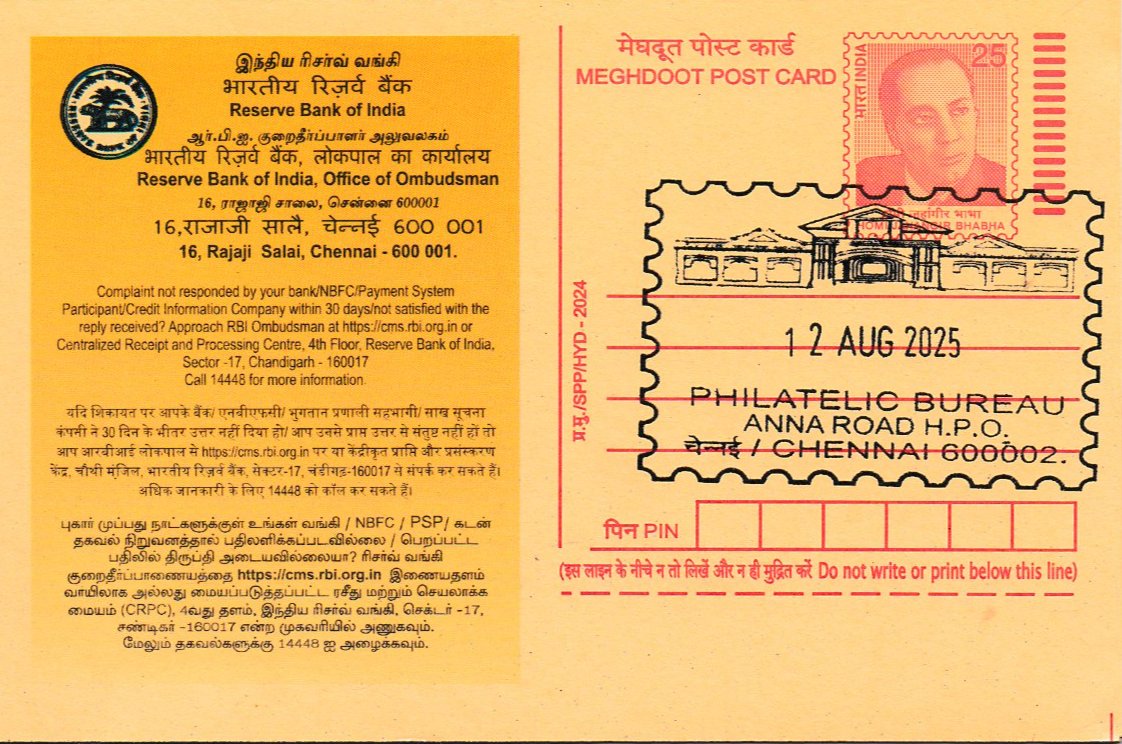 இந்திய ரிசர்வ் வங்கி
भारतीय रिज़र्व बैंक
Reserve Bank of India
ஆர்.பி.ஐ. குறைதீர்ப்பாளர் அலுவலகம்
भारतीय रिज़र्व बैंक, लोकपाल का कार्यालय
Reserve Bank of India, Office of Ombudsman
16, ராஜாஜி சாலை, சென்னை 600001
16,राजाजी सालै, चेन्नई 600 001
16, Rajaji Salai, Chennai - 600 001.
Complaint not responded by your bank/NBFC/Payment System
Participant/Credit Information Company within 30 days/not satisfied with the
reply received? Approach RBI Ombudsman at https://cms.rbi.org.in or
Centralized Receipt and Processing Centre, 4th Floor, Reserve Bank of India,
Sector -17, Chandigarh - 160017
Call 14448 for more information.
यदि शिकायत पर आपके बैंक/ एनबीएफसी/ भुगतान प्रणाली सहभागी/ साख सूचना
कंपनी ने 30 दिन के भीतर उत्तर नहीं दिया हो/ आप उनसे प्राप्त उत्तर से संतुष्ट नहीं हों तो
आप आरबीआई लोकपाल से https://cms.rbi.org.in पर या केंद्रीकृत प्राप्ति और प्रसंस्करण
केंद्र, चौथी मंज़िल, भारतीय रिज़र्व बैंक, सेक्टर-17, चंडीगढ़-160017 से संपर्क कर सकते हैं।
अधिक जानकारी के लिए 14448 को कॉल कर सकते हैं।
புகார் முப்பது நாட்களுக்குள் உங்கள் வங்கி / NBFC / PSP/ கடன்
தகவல் நிறுவனத்தால் பதிலளிக்கப்படவில்லை / பெறப்பட்ட
பதிலில் திருப்தி அடையவில்லையா? ரிசர்வ் வங்கி
குறைதீர்ப்பாணையத்தை https://cms.rbi.org.in இணையதளம்
வாயிலாக அல்லது மையப்படுத்தப்பட்ட ரசீது மற்றும் செயலாக்க
மையம் (CRPC), 4வது தளம், இந்திய ரிசர்வ் வங்கி, செக்டர் -17,
சண்டிகர் -160017 என்ற முகவரியில் அணுகவும்.
மேலும் தகவல்களுக்கு 14448 ஐ அழைக்கவும்.
मेघदूत पोस्ट कार्ड
MEGHDOOT POST CARD
भारत INDIA
25
जहांगीर भाभा
HOMI JEHANGIR BHABHA
प्र.मु./SPP/HYD - 2024
12 AUG 2025
PHILATELIC BUREAU
ANNA ROAD H.P.O.
चेन्नई / CHENNAI 600002.
पिन PIN
(इस लाइन के नीचे न तो लिखें और न ही मुद्रित करें Do not write or print below this line)